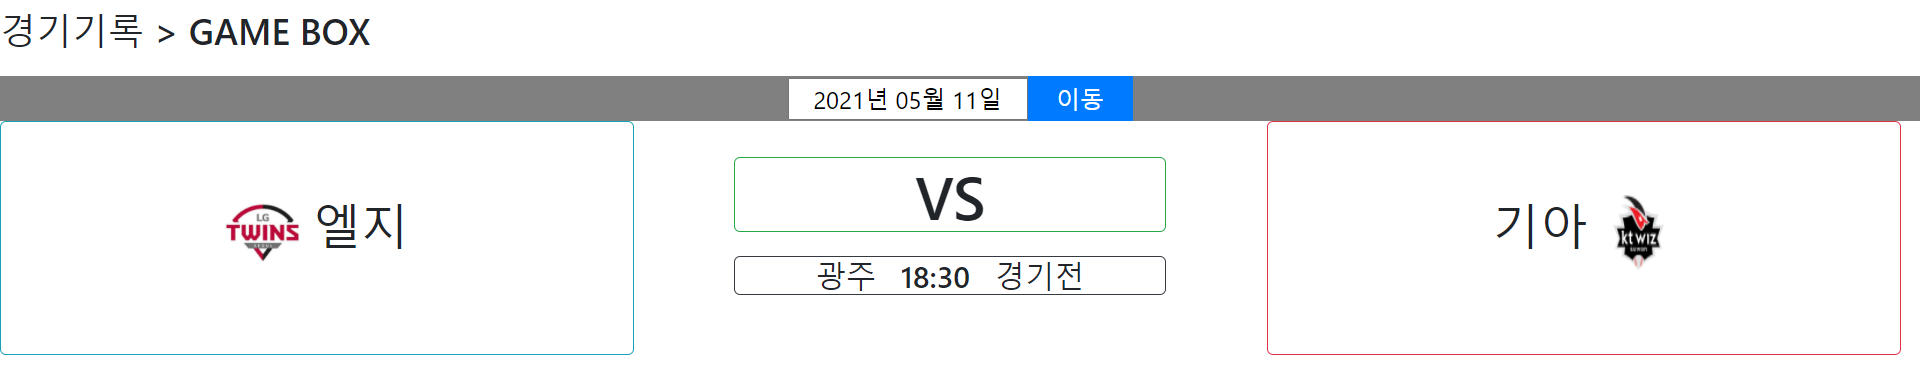 경기기록 > GAME BOX
2021년 05월 11일 이동
LG
TWINS
엘지
VS
광주 18:30 경기전
기아
kt wiz